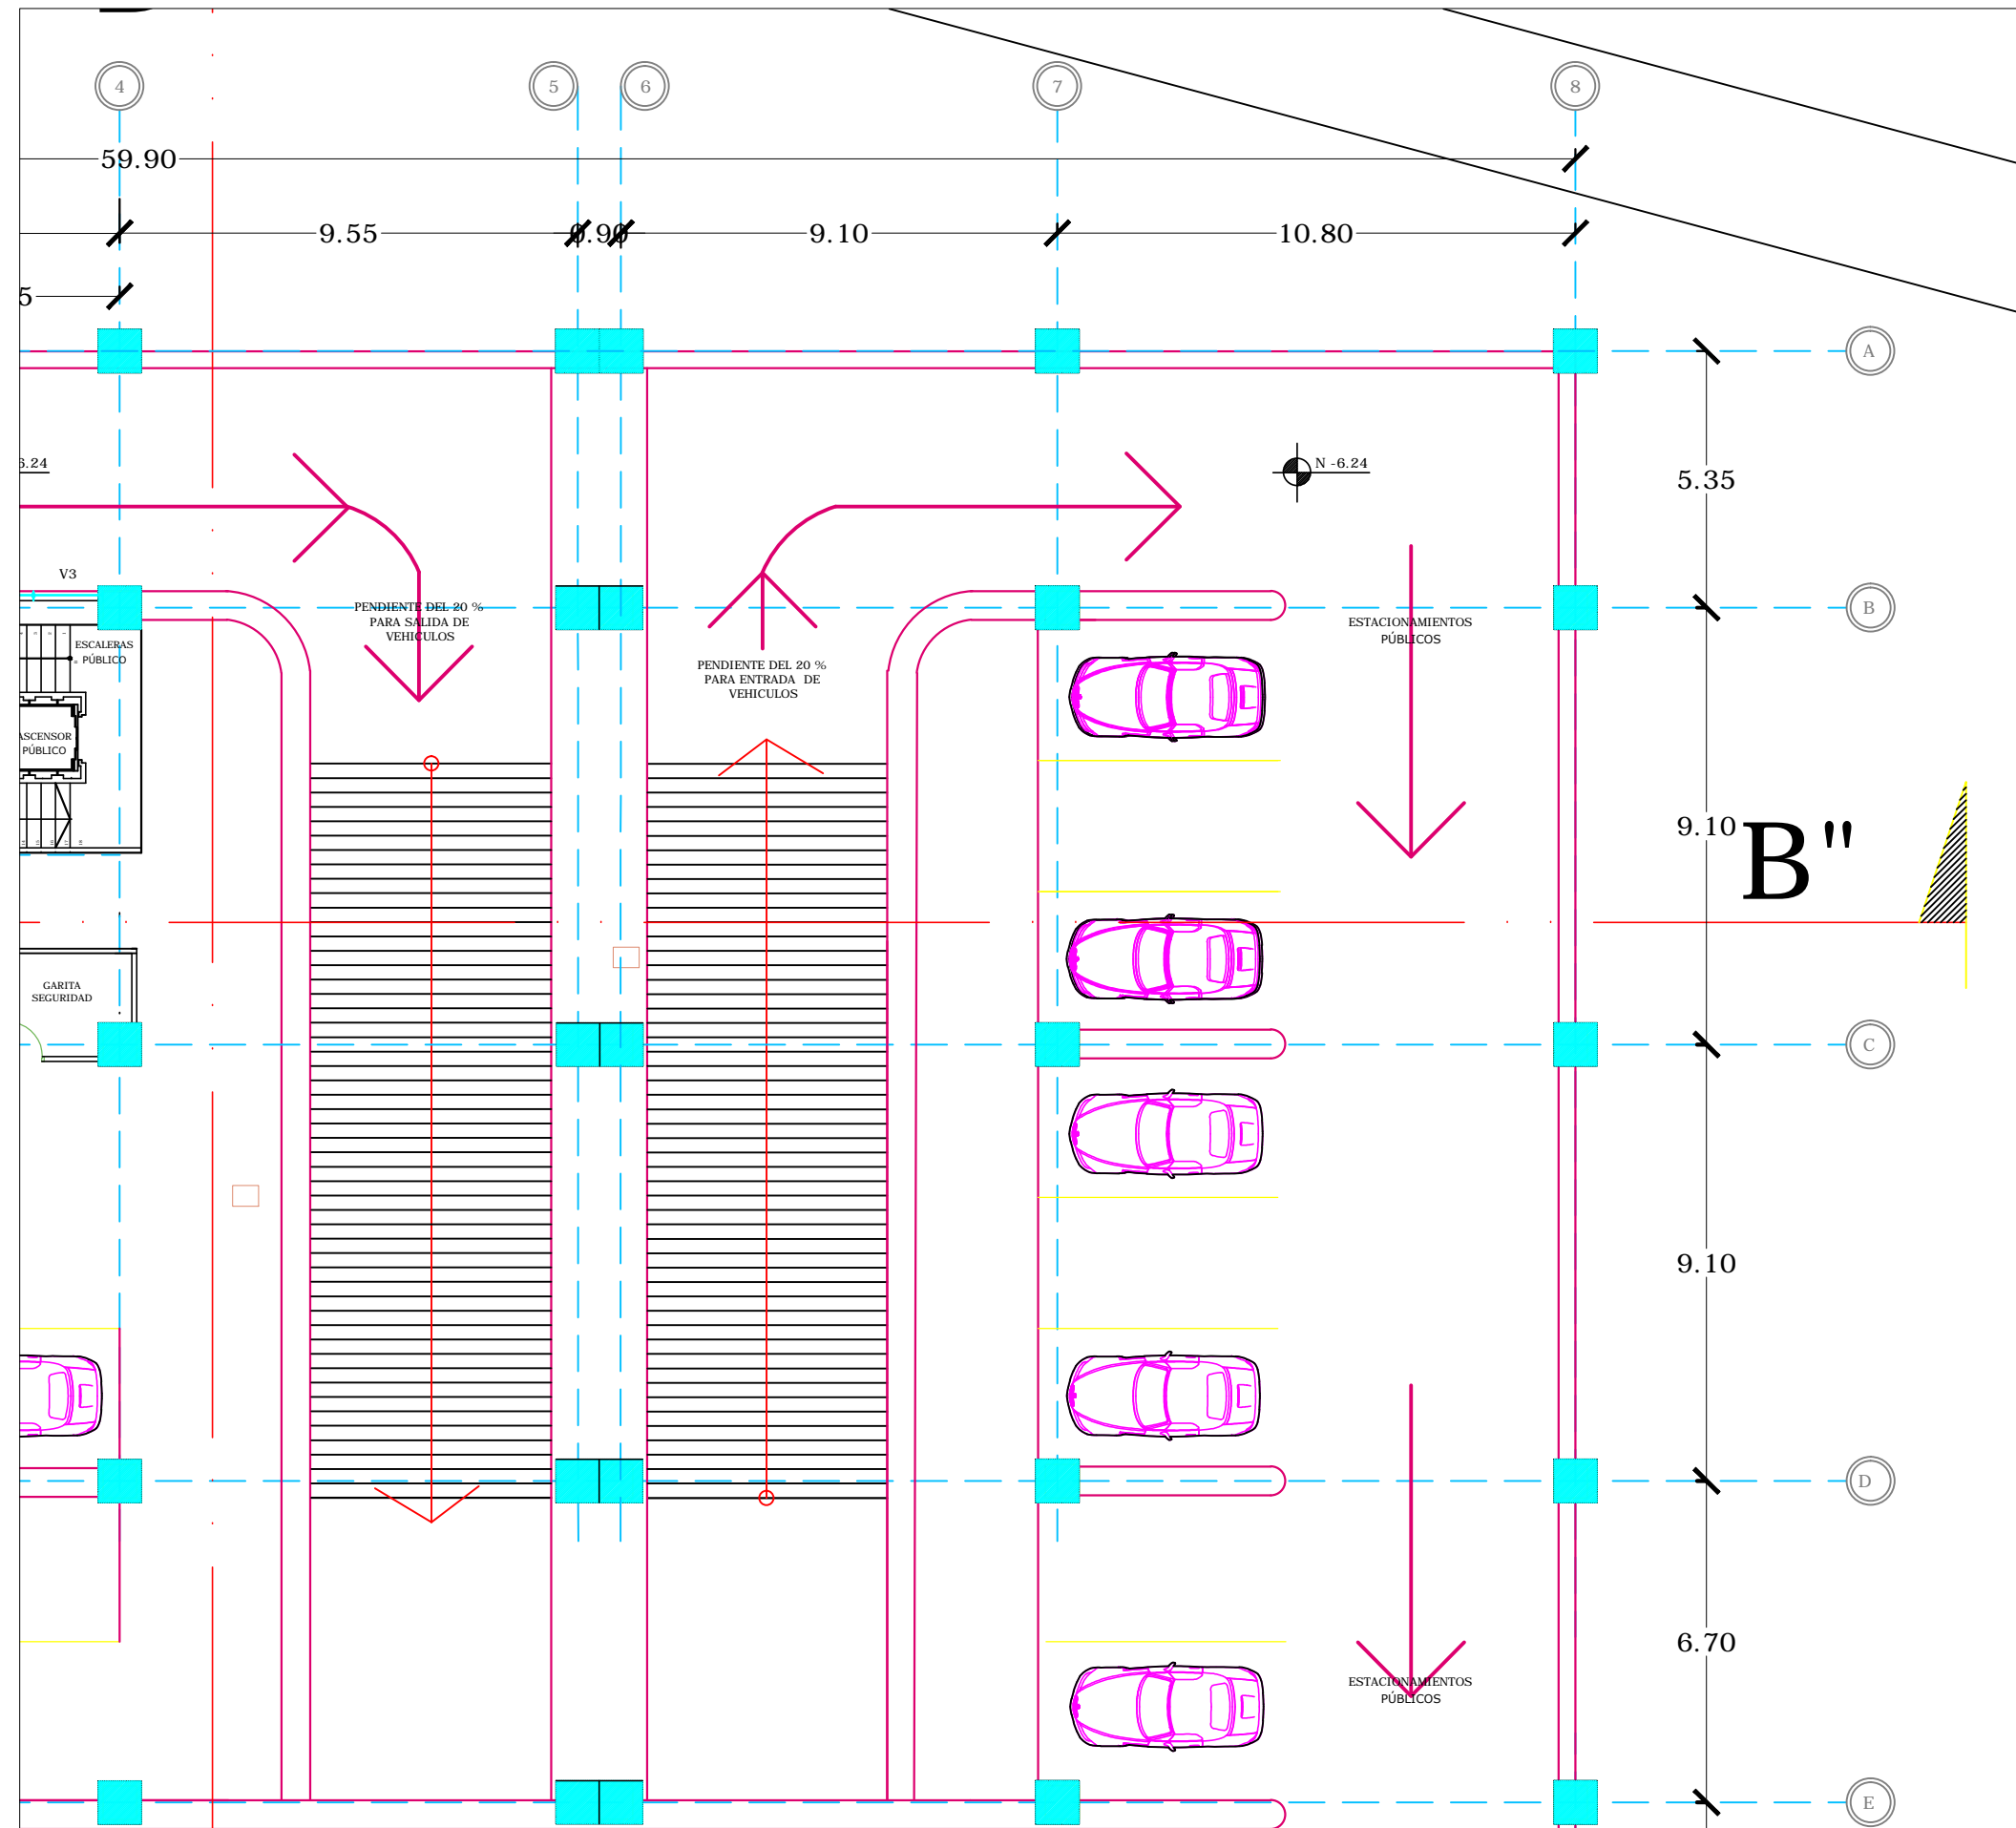 4
5
6
7
8
59.90
9.55
0.90
9.10
10.80
5
A
6.24
N -6.24
5.35
V3
B
PENDIENTE DEL 20 %
PARA SALIDA DE
VEHICULOS
ESTACIONAMIENTOS
PÚBLICOS
ESCALERAS
PÚBLICO
PENDIENTE DEL 20 %
PARA ENTRADA DE
VEHICULOS
ASCENSOR
PÚBLICO
9.10
B"
GARITA
SEGURIDAD
C
9.10
D
6.70
ESTACIONAMIENTOS
PÚBLICOS
E